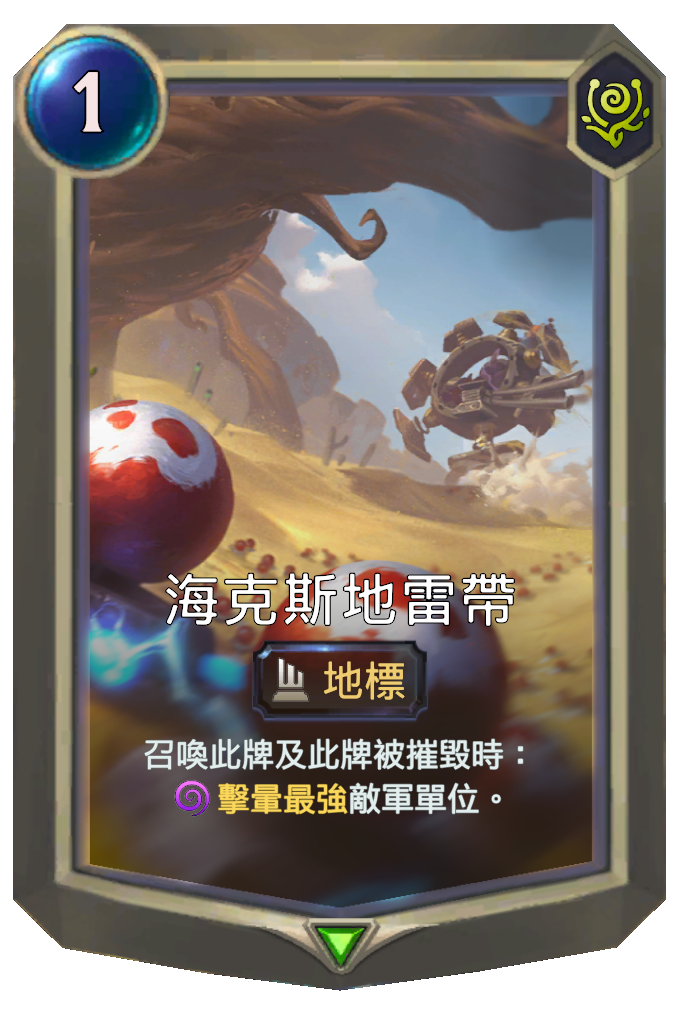 1
海克斯地雷帶
地標
召喚此牌及此牌被摧毀時：
擊暈最強敵軍單位。